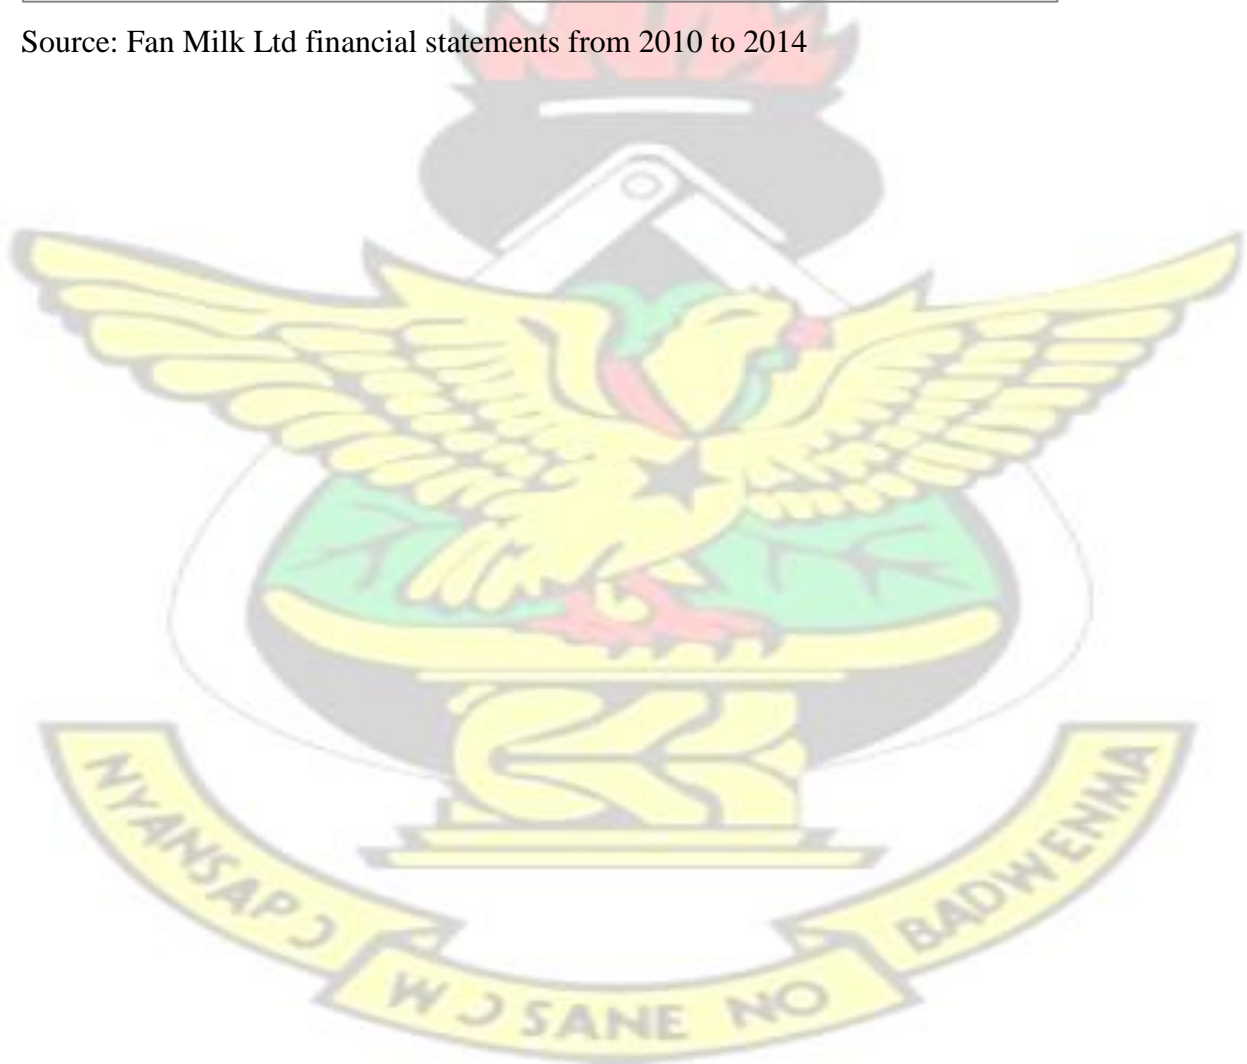 Source: Fan Milk Ltd financial statements from 2010 to 2014
NYANSAPƆ
WƆSANE NO
BADWENMA